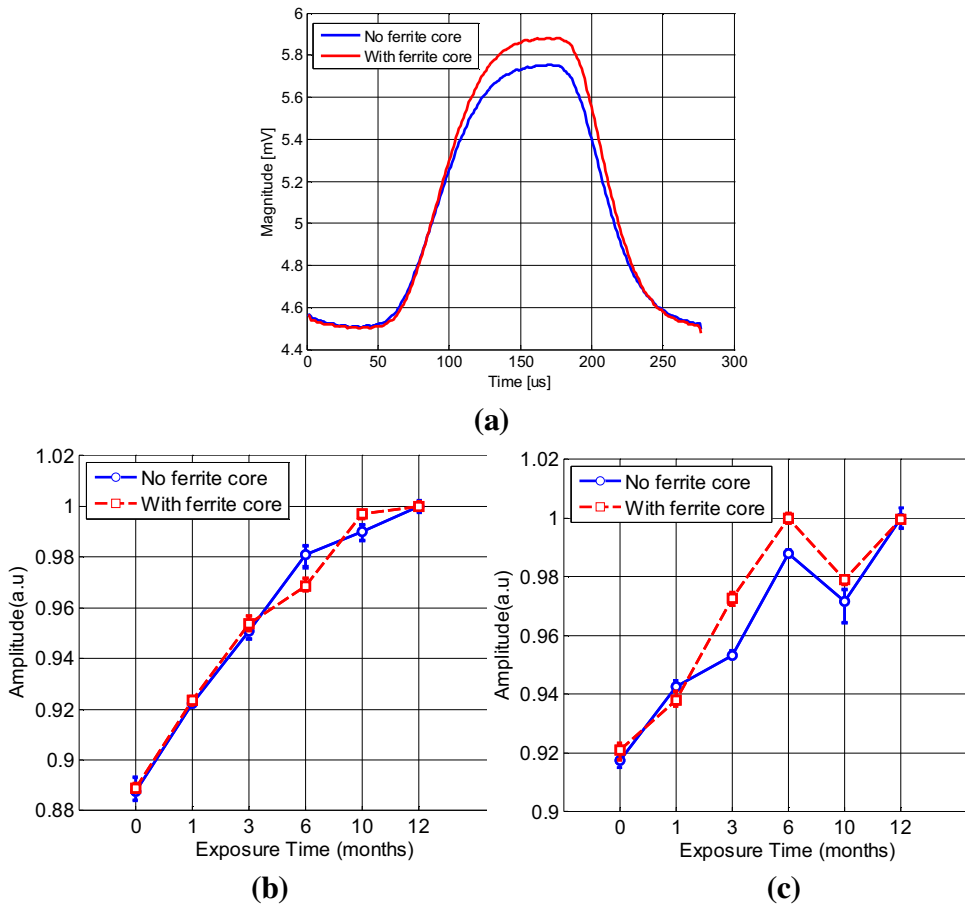 6
No ferrite core
With ferrite core
5.8
5.6
5.4
5.2
5
4.8
4.6
4.4
Magnitude [mV]
0 50 100 150 200 250 300
Time [us]
(a)
1.02
No ferrite core
With ferrite core
1
0.98
0.96
0.94
0.92
0.9
0.88
Amplitude(a.u)
0 1 3 6 10 12
Exposure Time (months)
(b)
1.02
No ferrite core
With ferrite core
1
0.98
0.96
0.94
0.92
0.9
Amplitude(a.u)
0 1 3 6 10 12
Exposure Time (months)
(c)